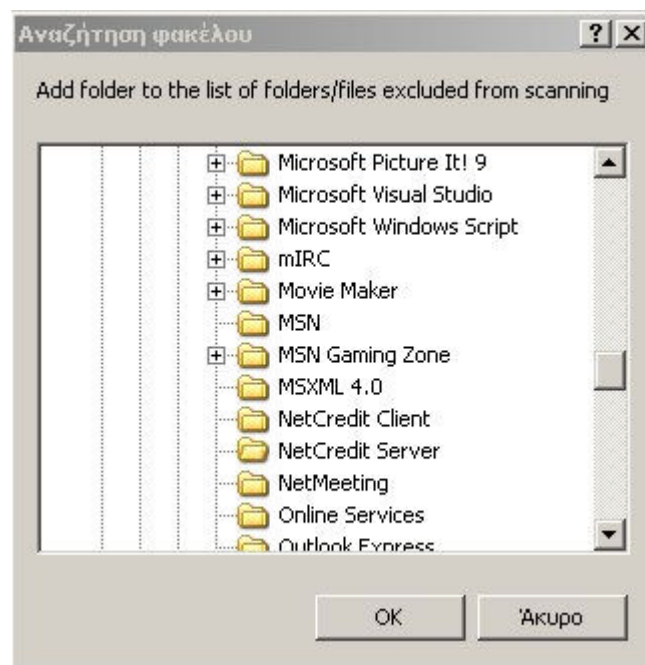 Αναζήτηση φακέλου
Add folder to the list of folders/files excluded from scanning
Microsoft Picture It! 9
Microsoft Visual Studio
Microsoft Windows Script
mIRC
Movie Maker
MSN
MSN Gaming Zone
MSXML 4.0
NetCredit Client
NetCredit Server
NetMeeting
Online Services
Outlook Express
OK
Άκυρο